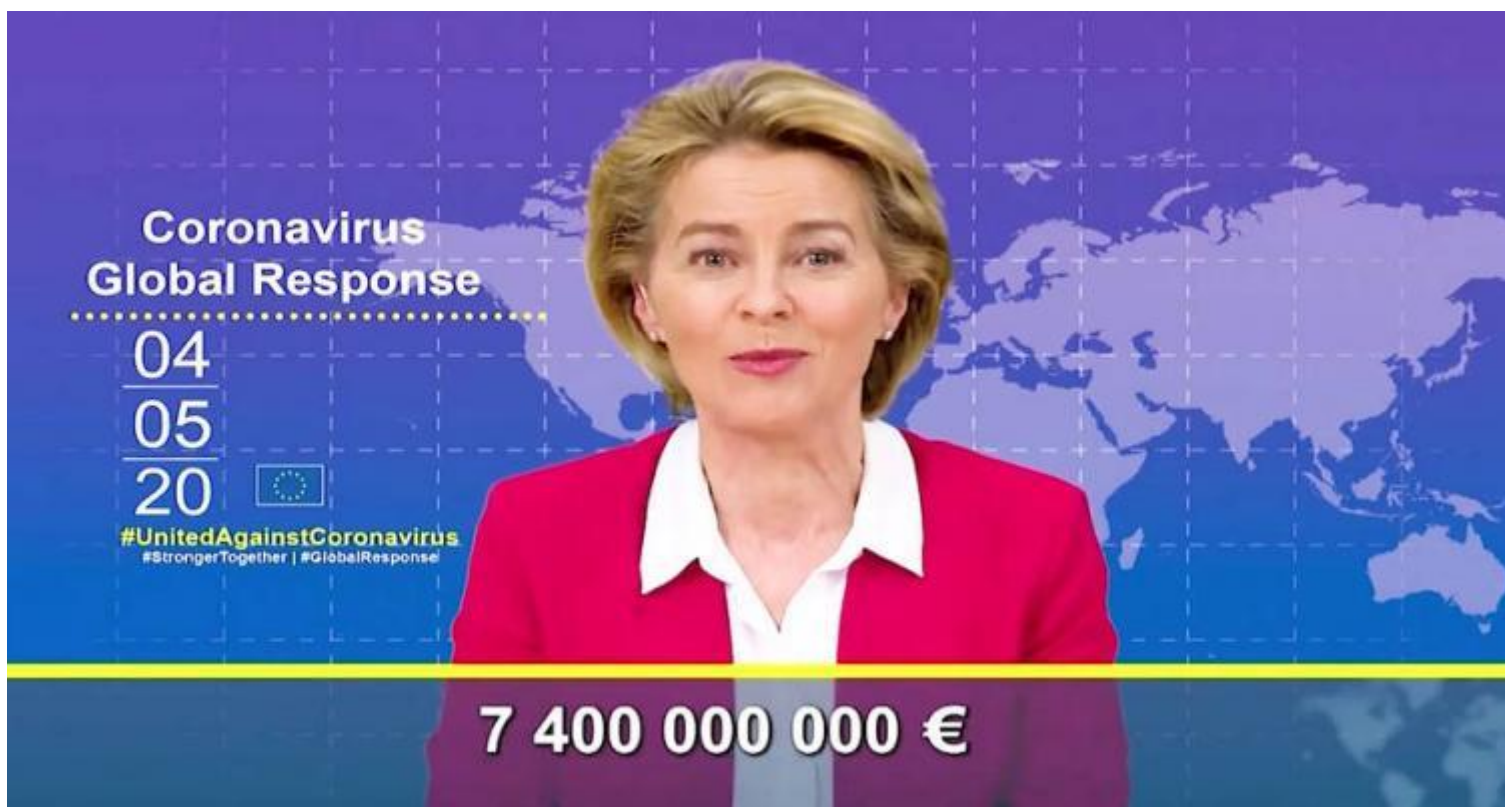 Coronavirus
Global Response
04
05
20
#UnitedAgainstCoronavirus
#StrongerTogether | #GlobalResponse
7 400 000 000 €